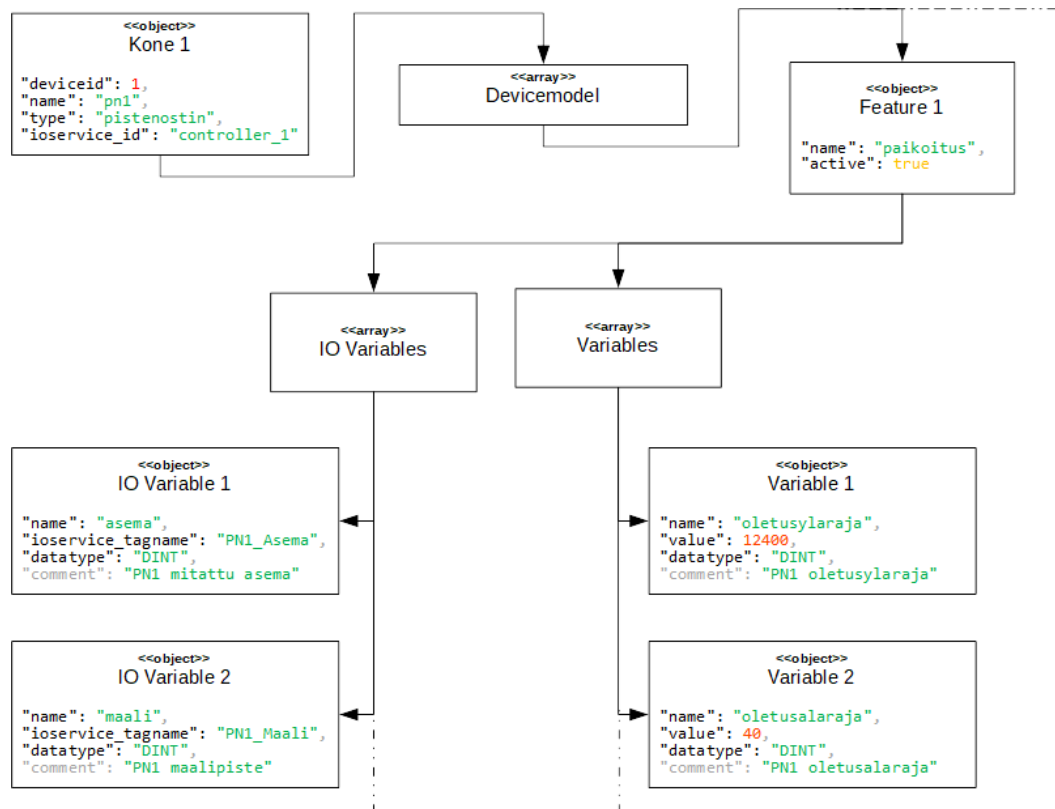 <<object>>
Kone 1
"deviceid": 1,
"name": "pn1",
"type": "pistenostin",
"ioservice_id": "controller_1"
<<array>>
Devicemodel
<<object>>
Feature 1
"name": "paikoitus",
"active": true
<<array>>
IO Variables
<<array>>
Variables
<<object>>
IO Variable 1
"name": "asema",
"ioservice_tagname": "PN1_Asema",
"datatype": "DINT",
"comment": "PN1 mitattu asema"
<<object>>
Variable 1
"name": "oletusylaraja",
"value": 12400,
"datatype": "DINT",
"comment": "PN1 oletusylaraja"
<<object>>
IO Variable 2
"name": "maali",
"ioservice_tagname": "PN1_Maali",
"datatype": "DINT",
"comment": "PN1 maalipiste"
<<object>>
Variable 2
"name": "oletusalaraja",
"value": 40,
"datatype": "DINT",
"comment": "PN1 oletusalaraja"